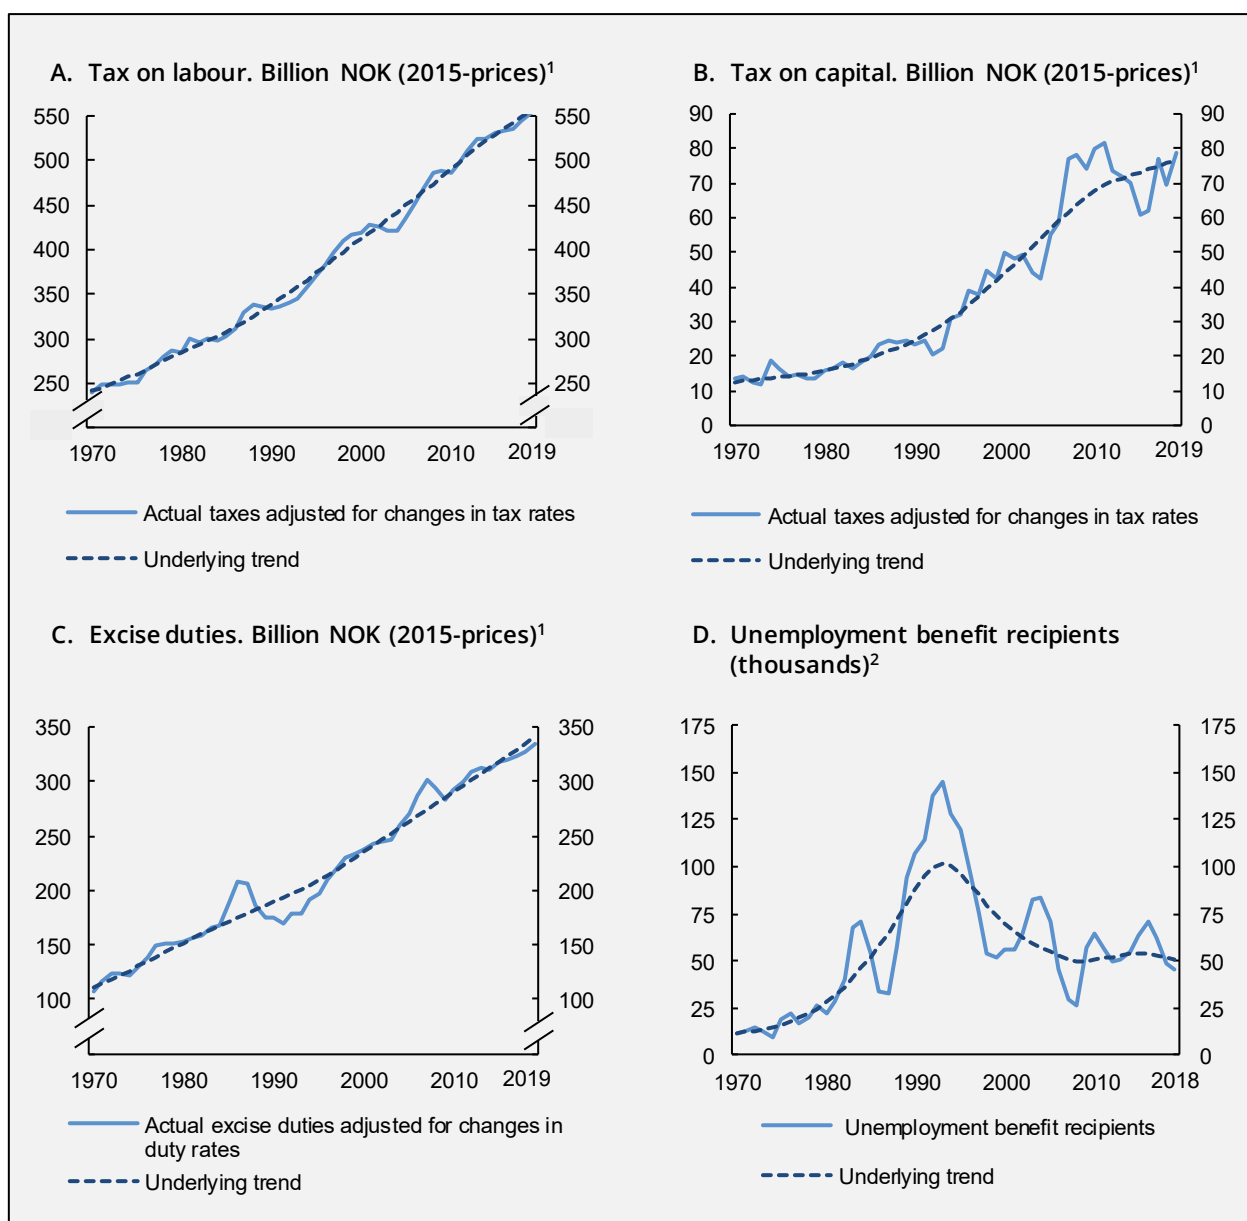 A. Tax on labour. Billion NOK (2015-prices)¹
550 550
500 500
450 450
400 400
350 350
300 300
250 250
1970 1980 1990 2000 2010 2019
Actual taxes adjusted for changes in tax rates
Underlying trend
B. Tax on capital. Billion NOK (2015-prices)¹
90 90
80 80
70 70
60 60
50 50
40 40
30 30
20 20
10 10
0 0
1970 1980 1990 2000 2010 2019
Actual taxes adjusted for changes in tax rates
Underlying trend
C. Excise duties. Billion NOK (2015-prices)¹
350 350
300 300
250 250
200 200
150 150
100 100
1970 1980 1990 2000 2010 2019
Actual excise duties adjusted for changes in
duty rates
Underlying trend
D. Unemployment benefit recipients
(thousands)²
175 175
150 150
125 125
100 100
75 75
50 50
25 25
0 0
1970 1980 1990 2000 2010 2018
Unemployment benefit recipients
Underlying trend